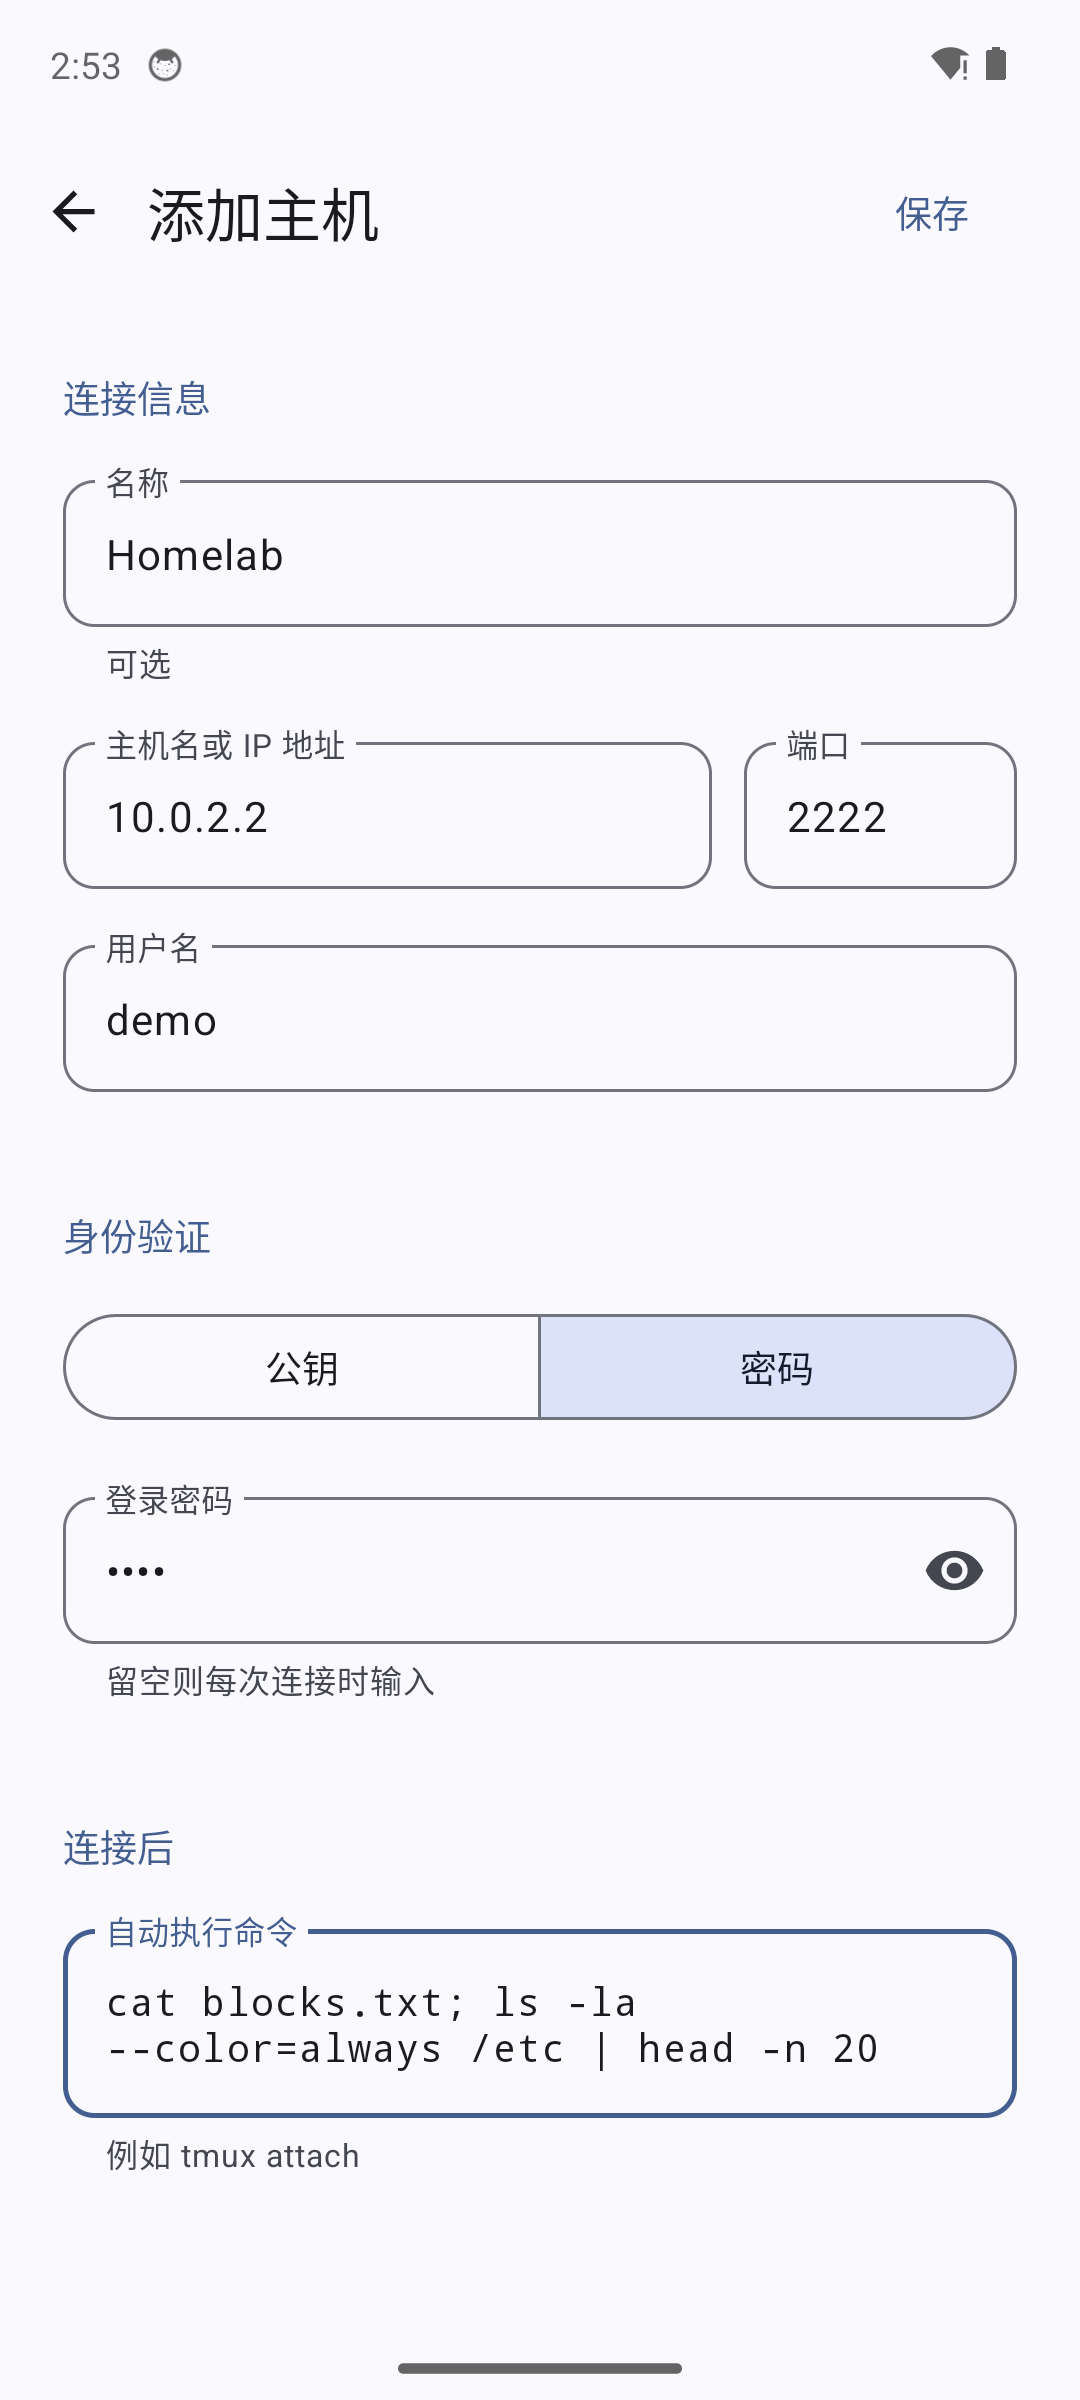 2:53
添加主机
保存
连接信息
名称
Homelab
可选
主机名或 IP 地址
端口
10.0.2.2
2222
用户名
demo
身份验证
公钥
密码
登录密码
••••
留空则每次连接时输入
连接后
自动执行命令
cat blocks.txt; ls -la
--color=always /etc | head -n 20
例如 tmux attach